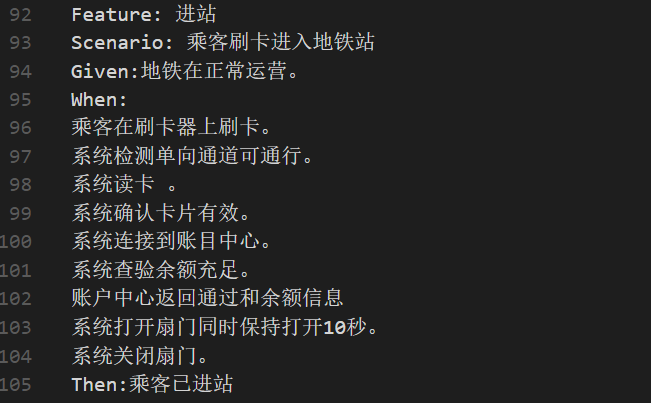 92 Feature: 进站
93 Scenario: 乘客刷卡进入地铁站
94 Given:地铁在正常运营。
95 When:
96 乘客在刷卡器上刷卡。
97 系统检测单向通道可通行。
98 系统读卡 。
99 系统确认卡片有效。
100 系统连接到账目中心。
101 系统查验余额充足。
102 账户中心返回通过和余额信息
103 系统打开扇门同时保持打开10秒。
104 系统关闭扇门。
105 Then:乘客已进站